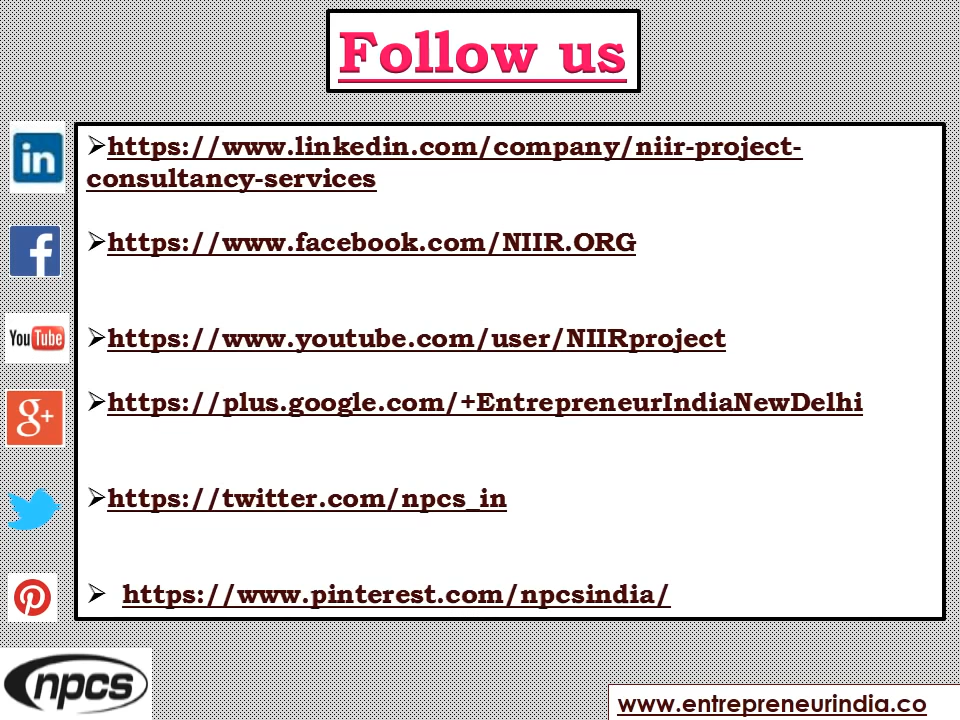 Follow us
in
➢https://www.linkedin.com/company/niir-project-
consultancy-services
f
➢https://www.facebook.com/NIIR.ORG
YouTube
➢https://www.youtube.com/user/NIIRproject
g+
➢https://plus.google.com/+EntrepreneurIndiaNewDelhi
➢https://twitter.com/npcs_in
➢ https://www.pinterest.com/npcsindia/
npcs
www.entrepreneurindia.co